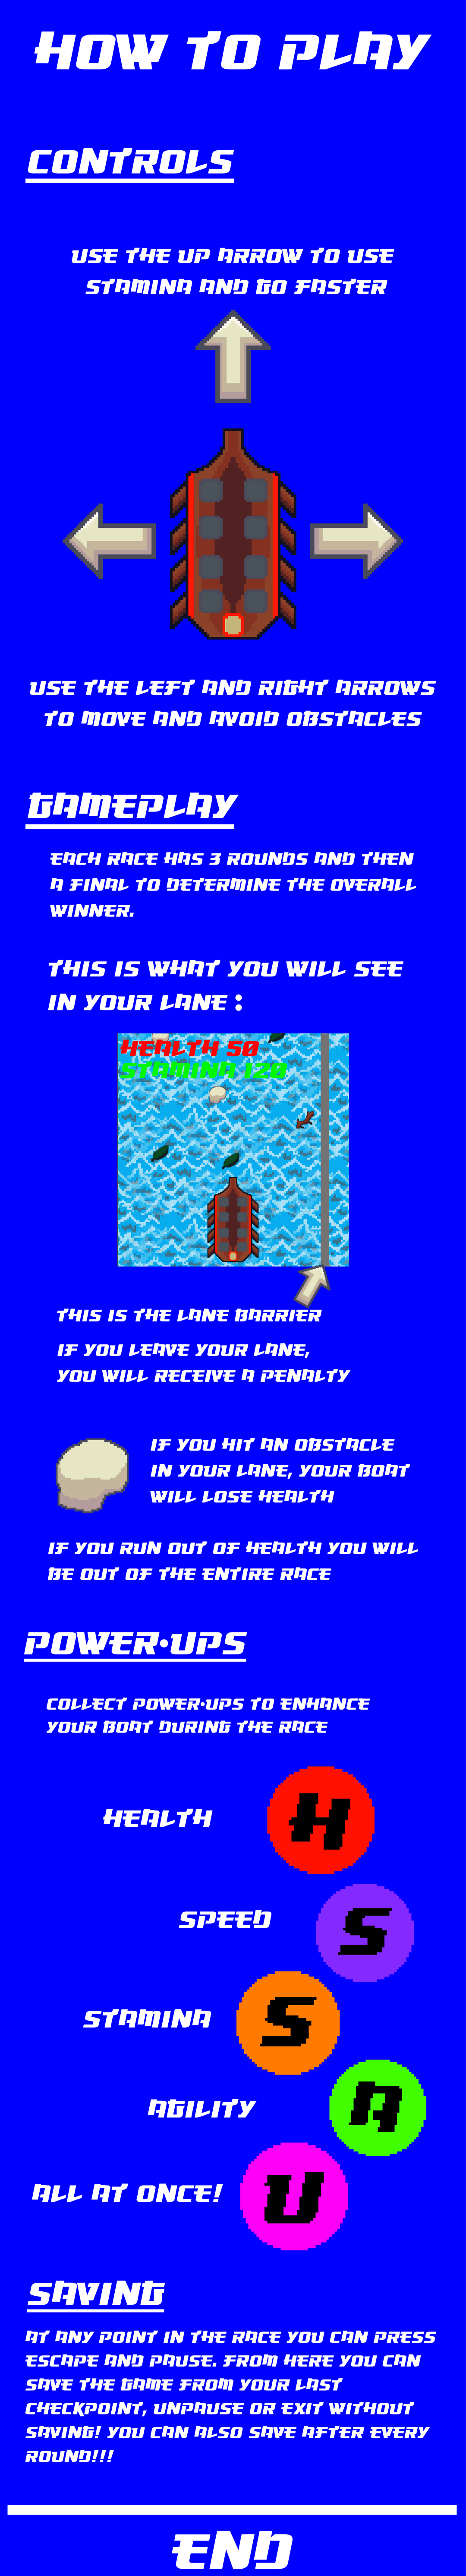 HOW TO PLAY
CONTROLS
USE THE UP ARROW TO USE
STAMINA AND GO FASTER
USE THE LEFT AND RIGHT ARROWS
TO MOVE AND AVOID OBSTACLES
GAMEPLAY
EACH RACE HAS 3 ROUNDS AND THEN
A FINAL TO DETERMINE THE OVERALL
WINNER.
THIS IS WHAT YOU WILL SEE
IN YOUR LANE :
HEALTH 50
STAMINA 120
THIS IS THE LANE BARRIER
IF YOU LEAVE YOUR LANE,
YOU WILL RECEIVE A PENALTY
IF YOU HIT AN OBSTACLE
IN YOUR LANE, YOUR BOAT
WILL LOSE HEALTH
IF YOU RUN OUT OF HEALTH YOU WILL
BE OUT OF THE ENTIRE RACE
POWER-UPS
COLLECT POWER-UPS TO ENHANCE
YOUR BOAT DURING THE RACE
HEALTH H
SPEED S
STAMINA S
AGILITY A
ALL AT ONCE! U
SAVING
AT ANY POINT IN THE RACE YOU CAN PRESS
ESCAPE AND PAUSE. FROM HERE YOU CAN
SAVE THE GAME FROM YOUR LAST
CHECKPOINT, UNPAUSE OR EXIT WITHOUT
SAVING! YOU CAN ALSO SAVE AFTER EVERY
ROUND!!!
END